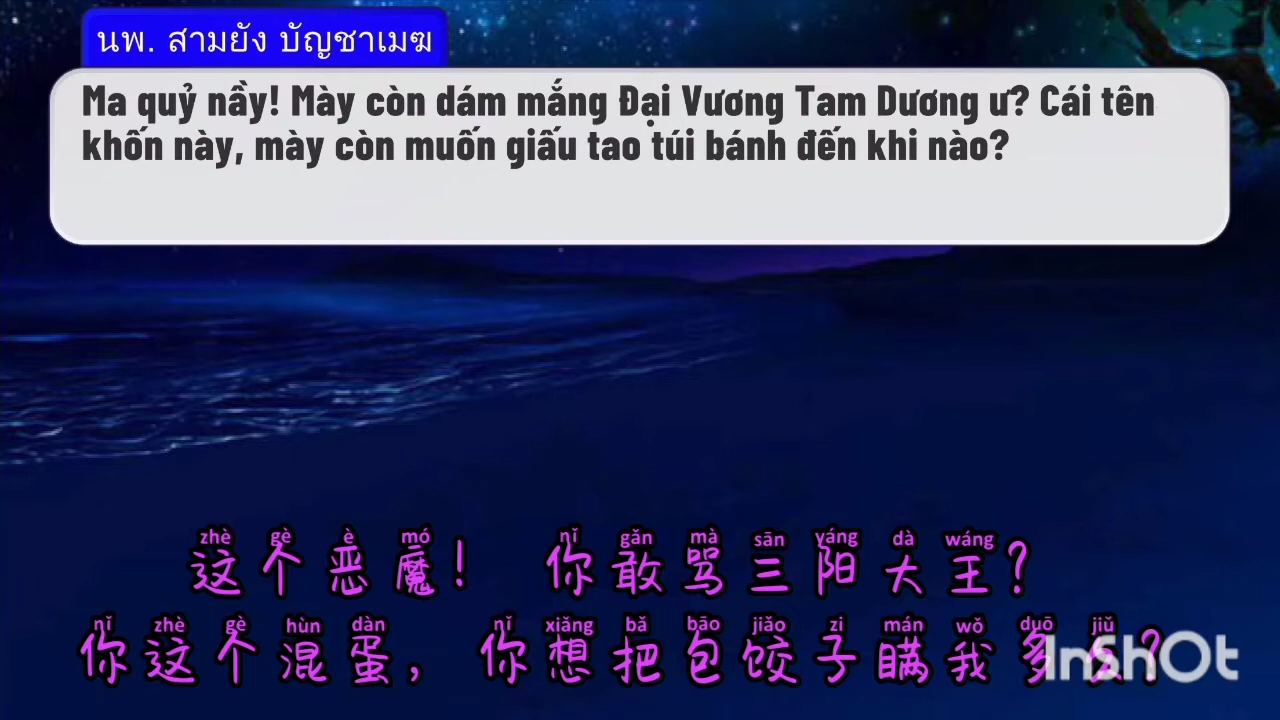 นพ. สามยัง บัญชาเมฆ
Ma quỷ nầy! Mày còn dám mắng Đại Vương Tam Dương ư? Cái tên
khốn này, mày còn muốn giấu tao túi bánh đến khi nào?
zhè gè è mó nǐ gǎn mà sān yáng dà wáng
这个恶魔! 你敢骂三阳大王?
nǐ zhè gè hùn dàn nǐ xiǎng bǎ bāo jiǎo zi mán wǒ duō jiǔ
你这个混蛋, 你想把包饺子瞒我多久?
InShOt